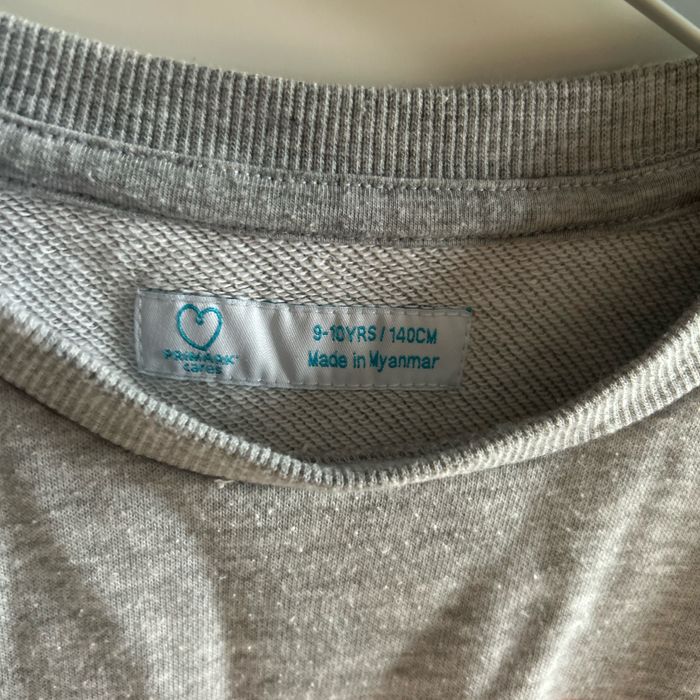 PRIMARK
cares
9-10YRS / 140CM
Made in Myanmar